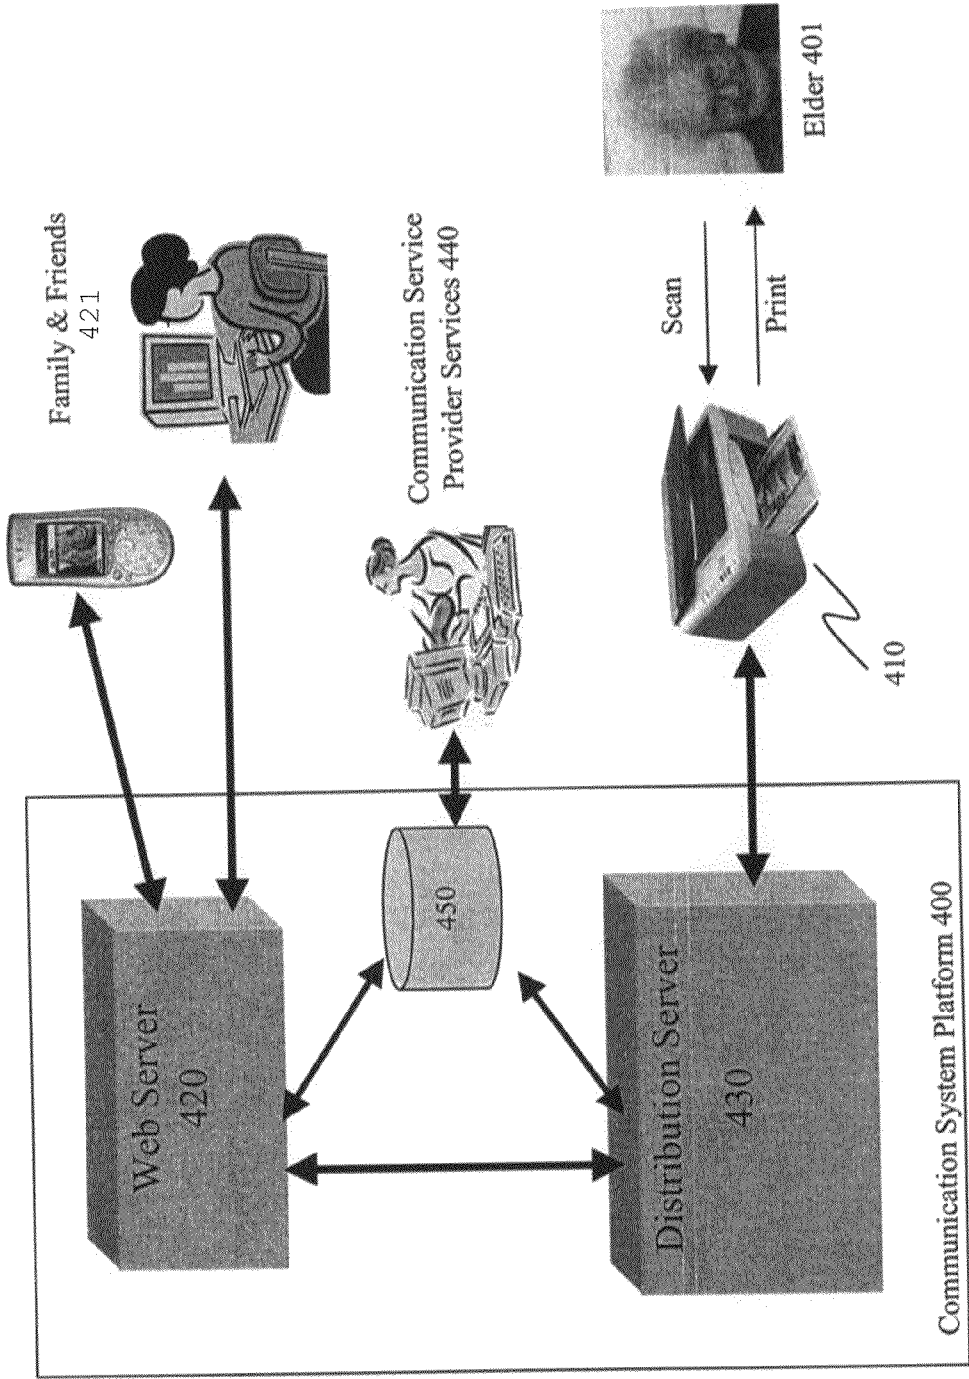 Family & Friends
421
Communication Service
Provider Services 440
Scan
Print
Elder 401
410
Web Server
420
450
Distribution Server
430
Communication System Platform 400